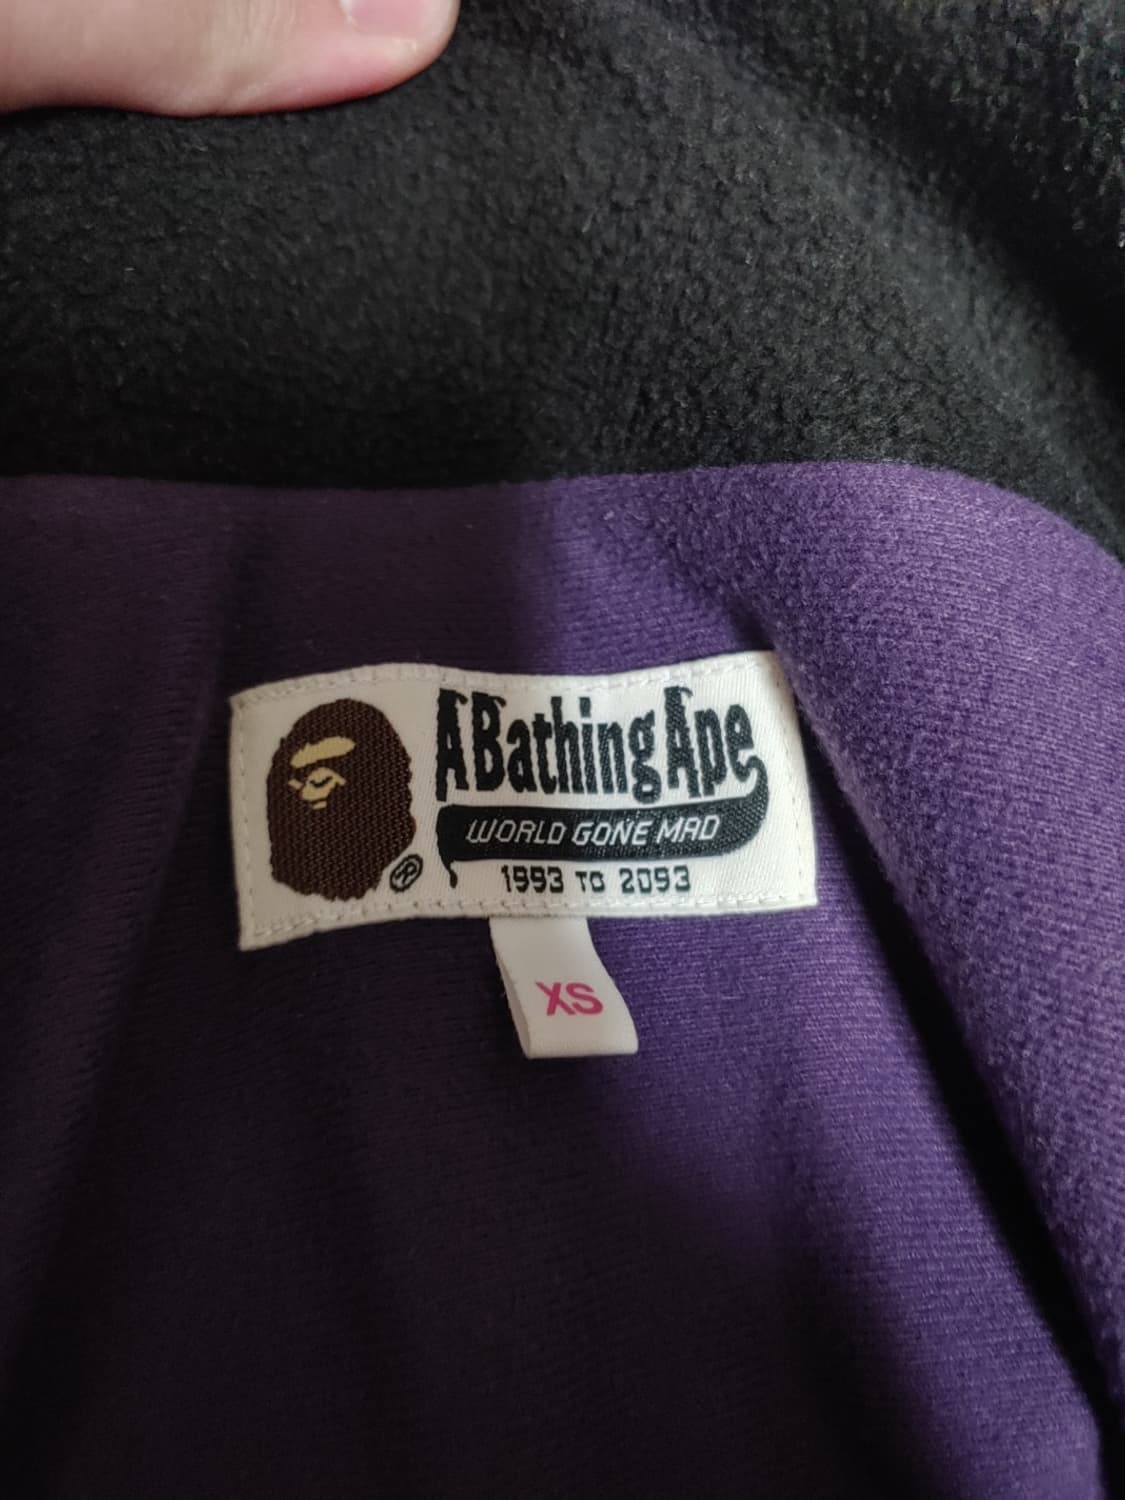 A Bathing Ape
®
WORLD GONE MAD
1993 TO 2093
XS